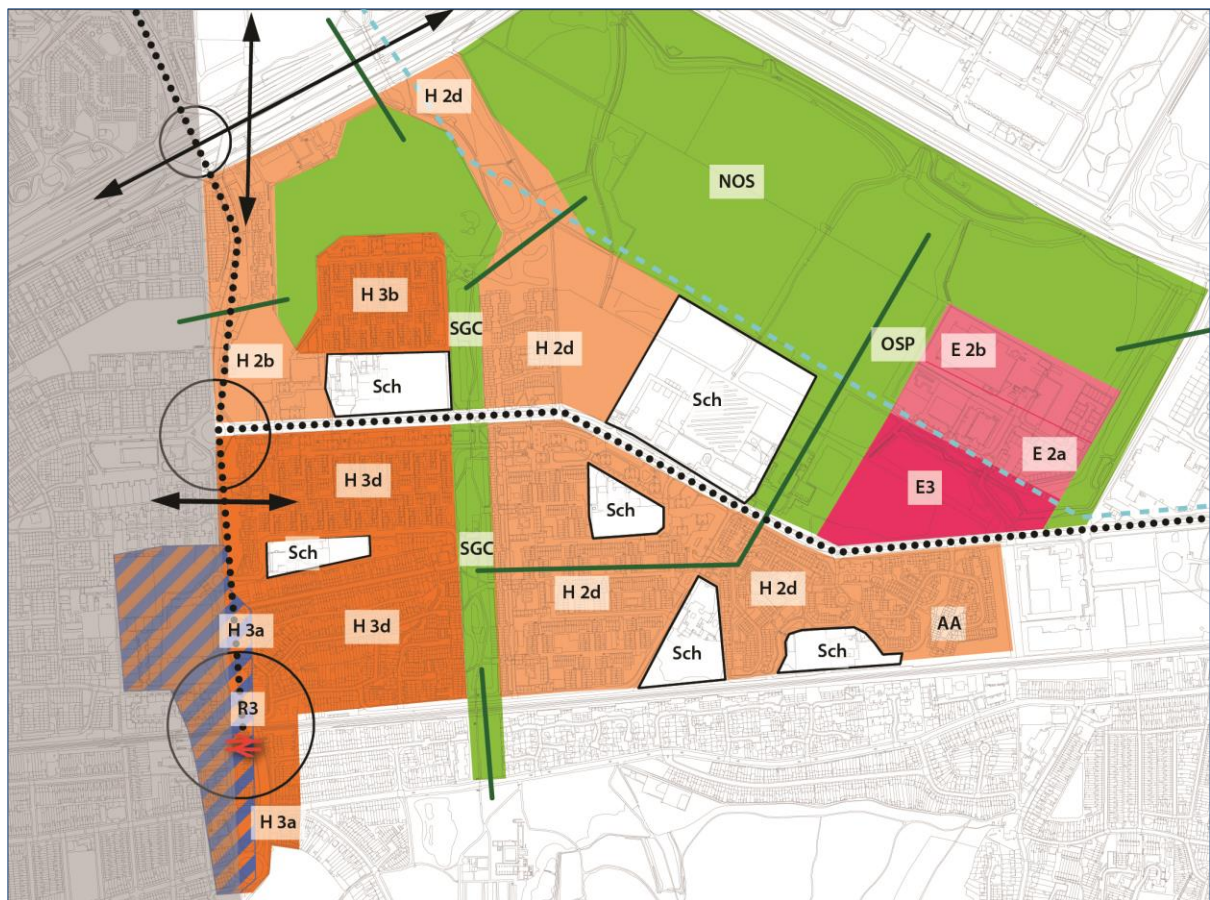 H 2d
NOS
H 3b
SGC
OSP
E 2b
H 2b
H 2d
Sch
Sch
E 2a
H 3d
E3
Sch
Sch
SGC
H 2d
H 2d
H 3a
H 3d
AA
Sch
Sch
R3
H 3a